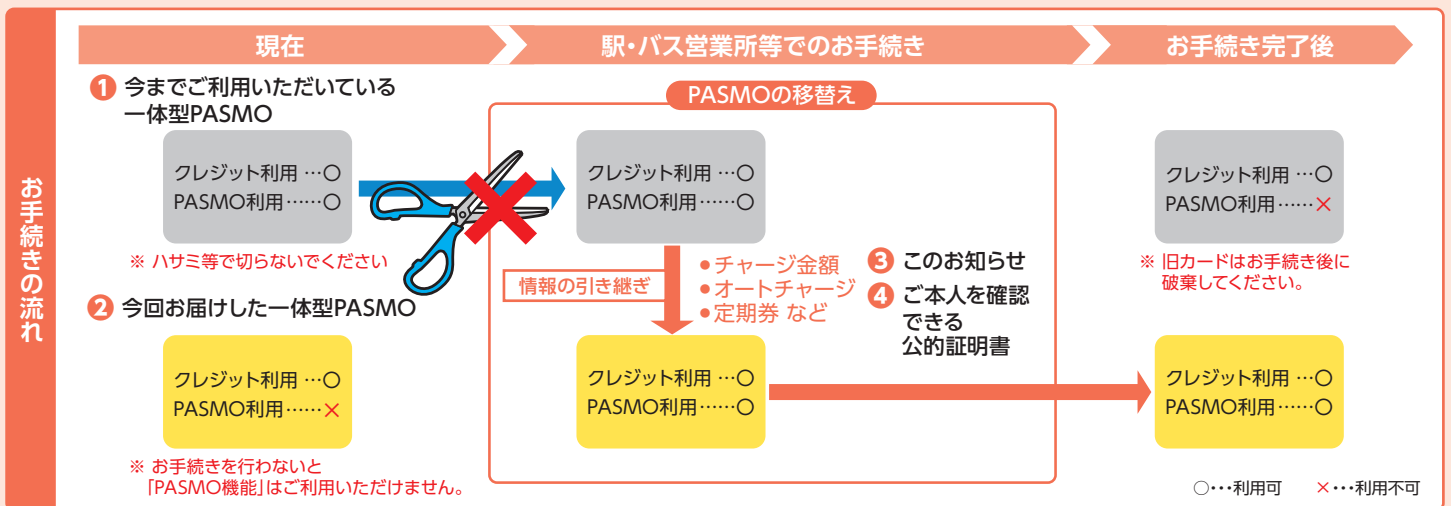 お手続きの流れ
現在
駅・バス営業所等でのお手続き
お手続き完了後
❶ 今までご利用いただいている
一体型PASMO
クレジット利用 …〇
PASMO利用……〇
※ ハサミ等で切らないでください
❷ 今回お届けした一体型PASMO
クレジット利用 …〇
PASMO利用……×
※ お手続きを行わないと
「PASMO機能」はご利用いただけません。
PASMOの移替え
クレジット利用 …〇
PASMO利用……〇
情報の引き継ぎ
●チャージ金額
●オートチャージ
●定期券 など
❸ このお知らせ
❹ ご本人を確認
できる
公的証明書
クレジット利用 …〇
PASMO利用……〇
クレジット利用 …〇
PASMO利用……×
※ 旧カードはお手続き後に
破棄してください。
クレジット利用 …〇
PASMO利用……〇
〇…利用可 ×…利用不可